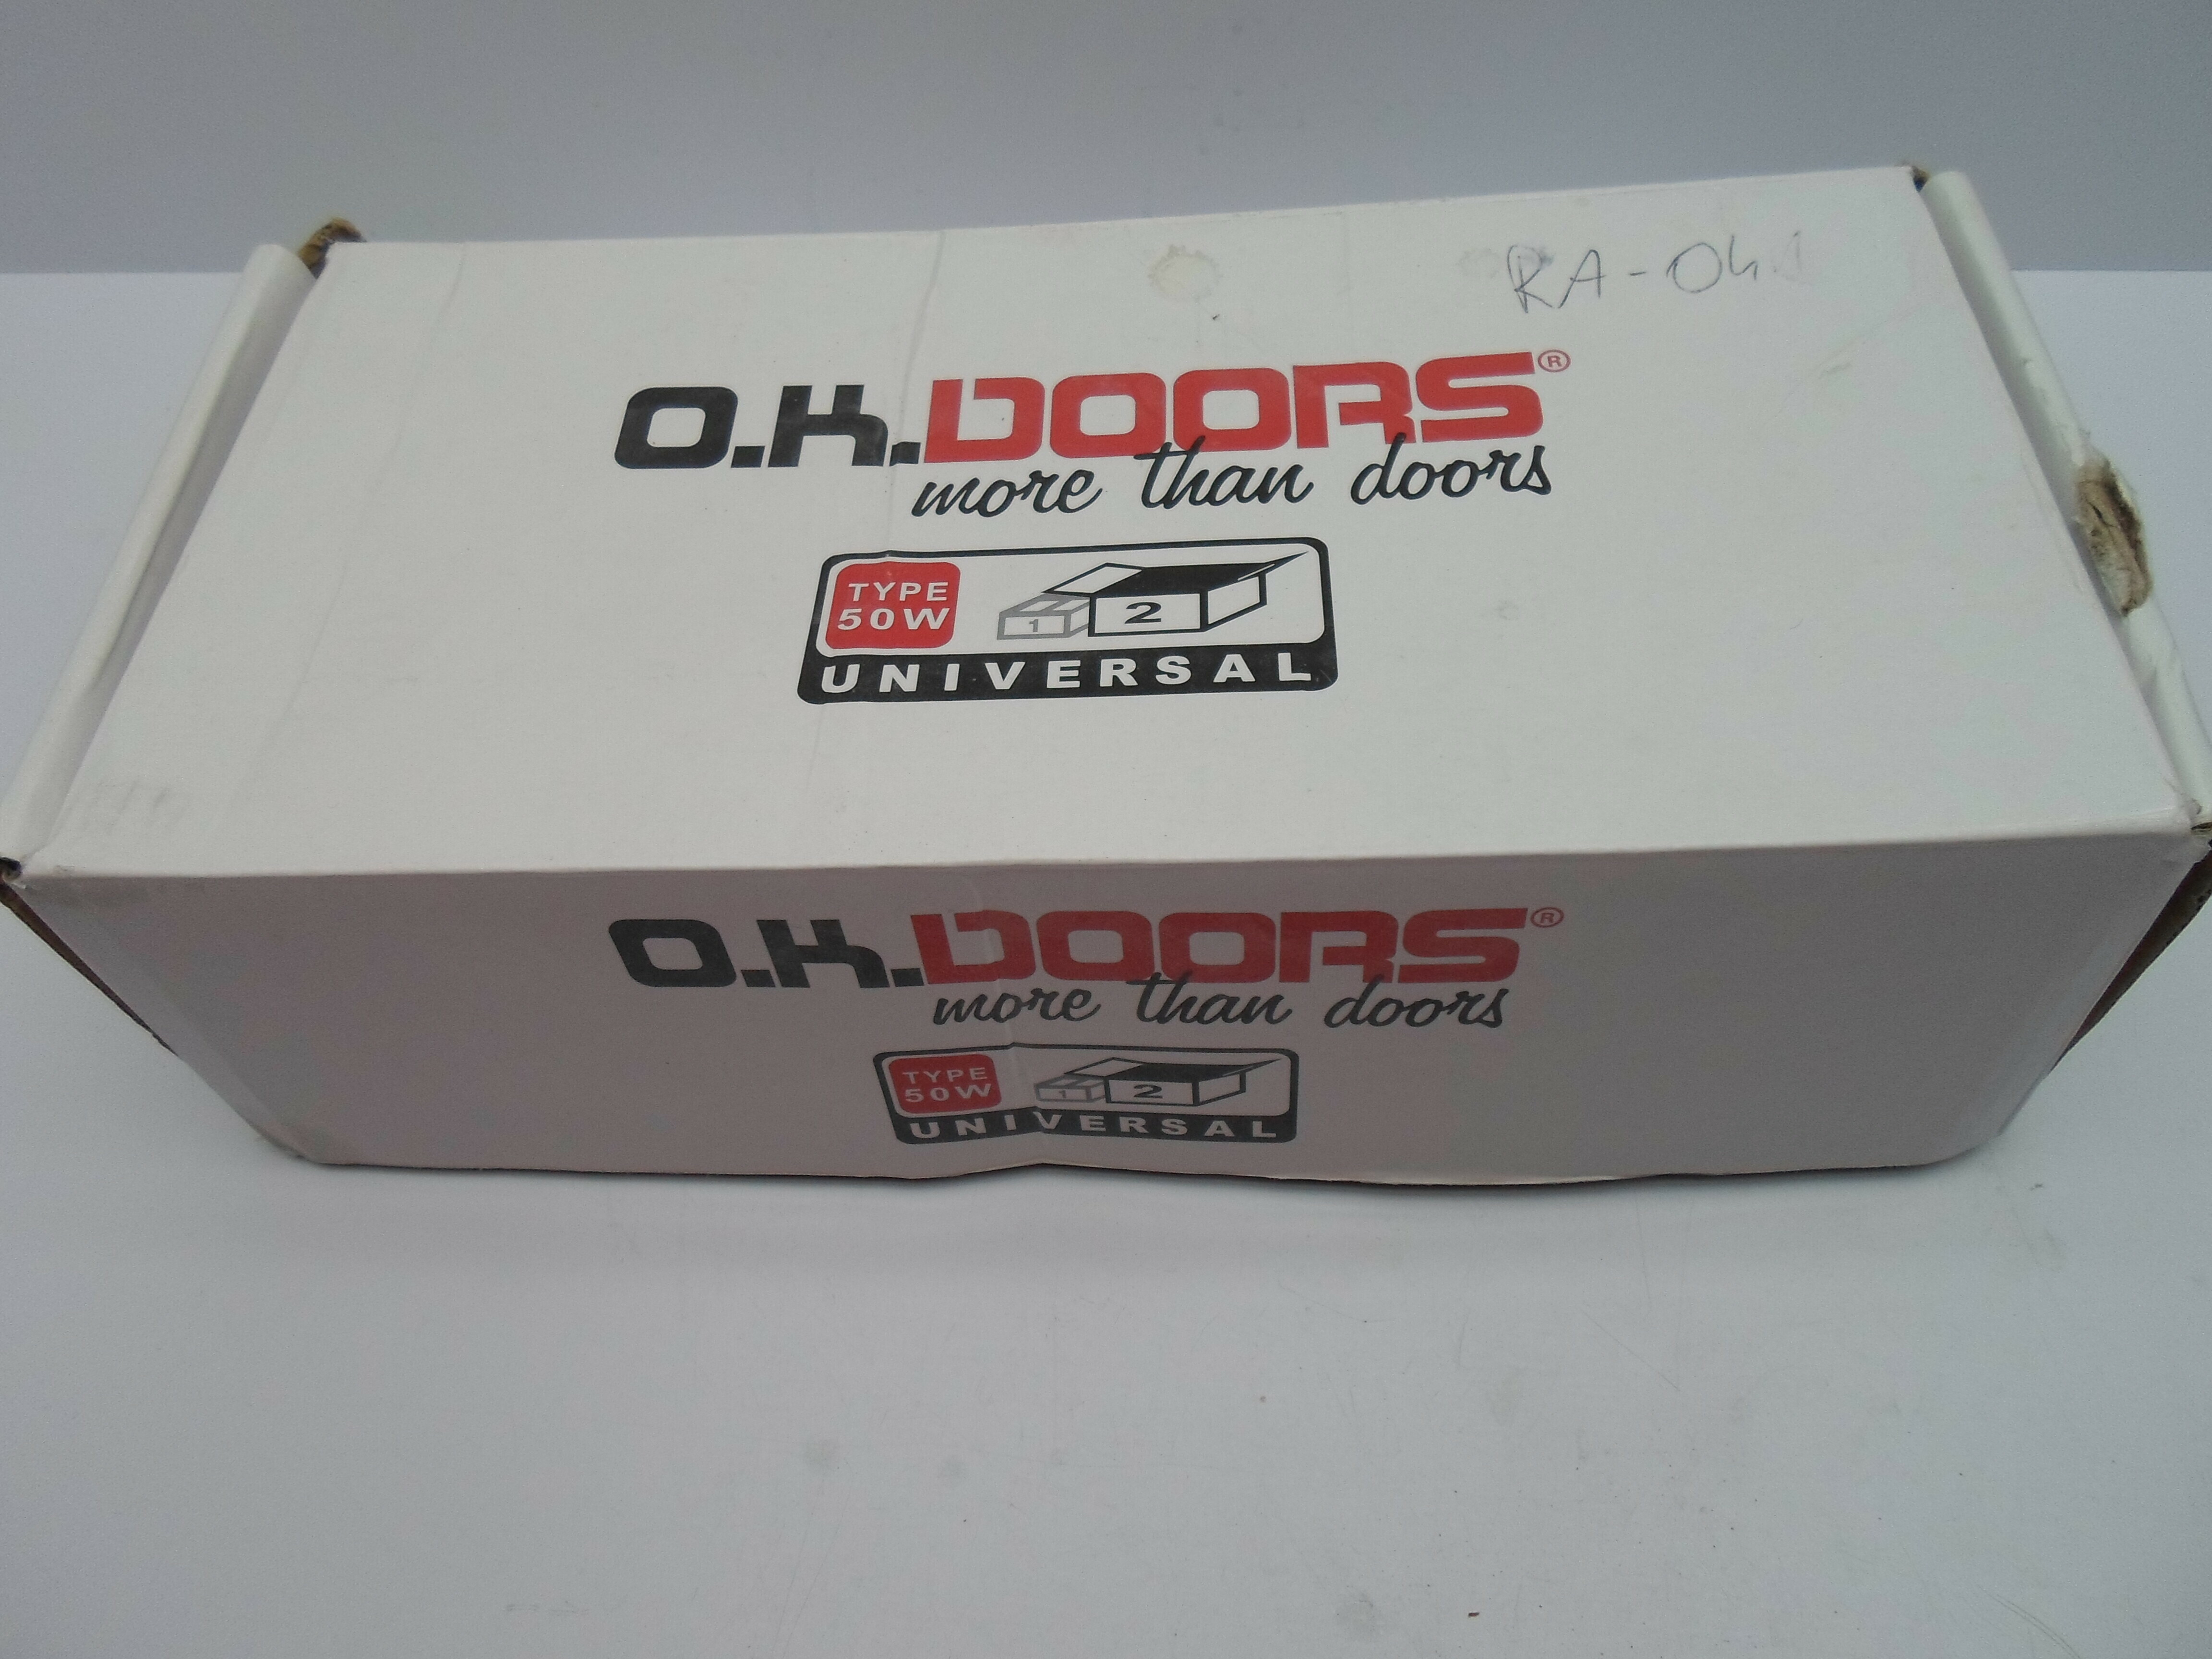 RA-04
O.K.DOORS®
more than doors
TYPE
50W
1
2
UNIVERSAL
O.K.DOORS®
more than doors
TYPE
50W
1
2
UNIVERSAL